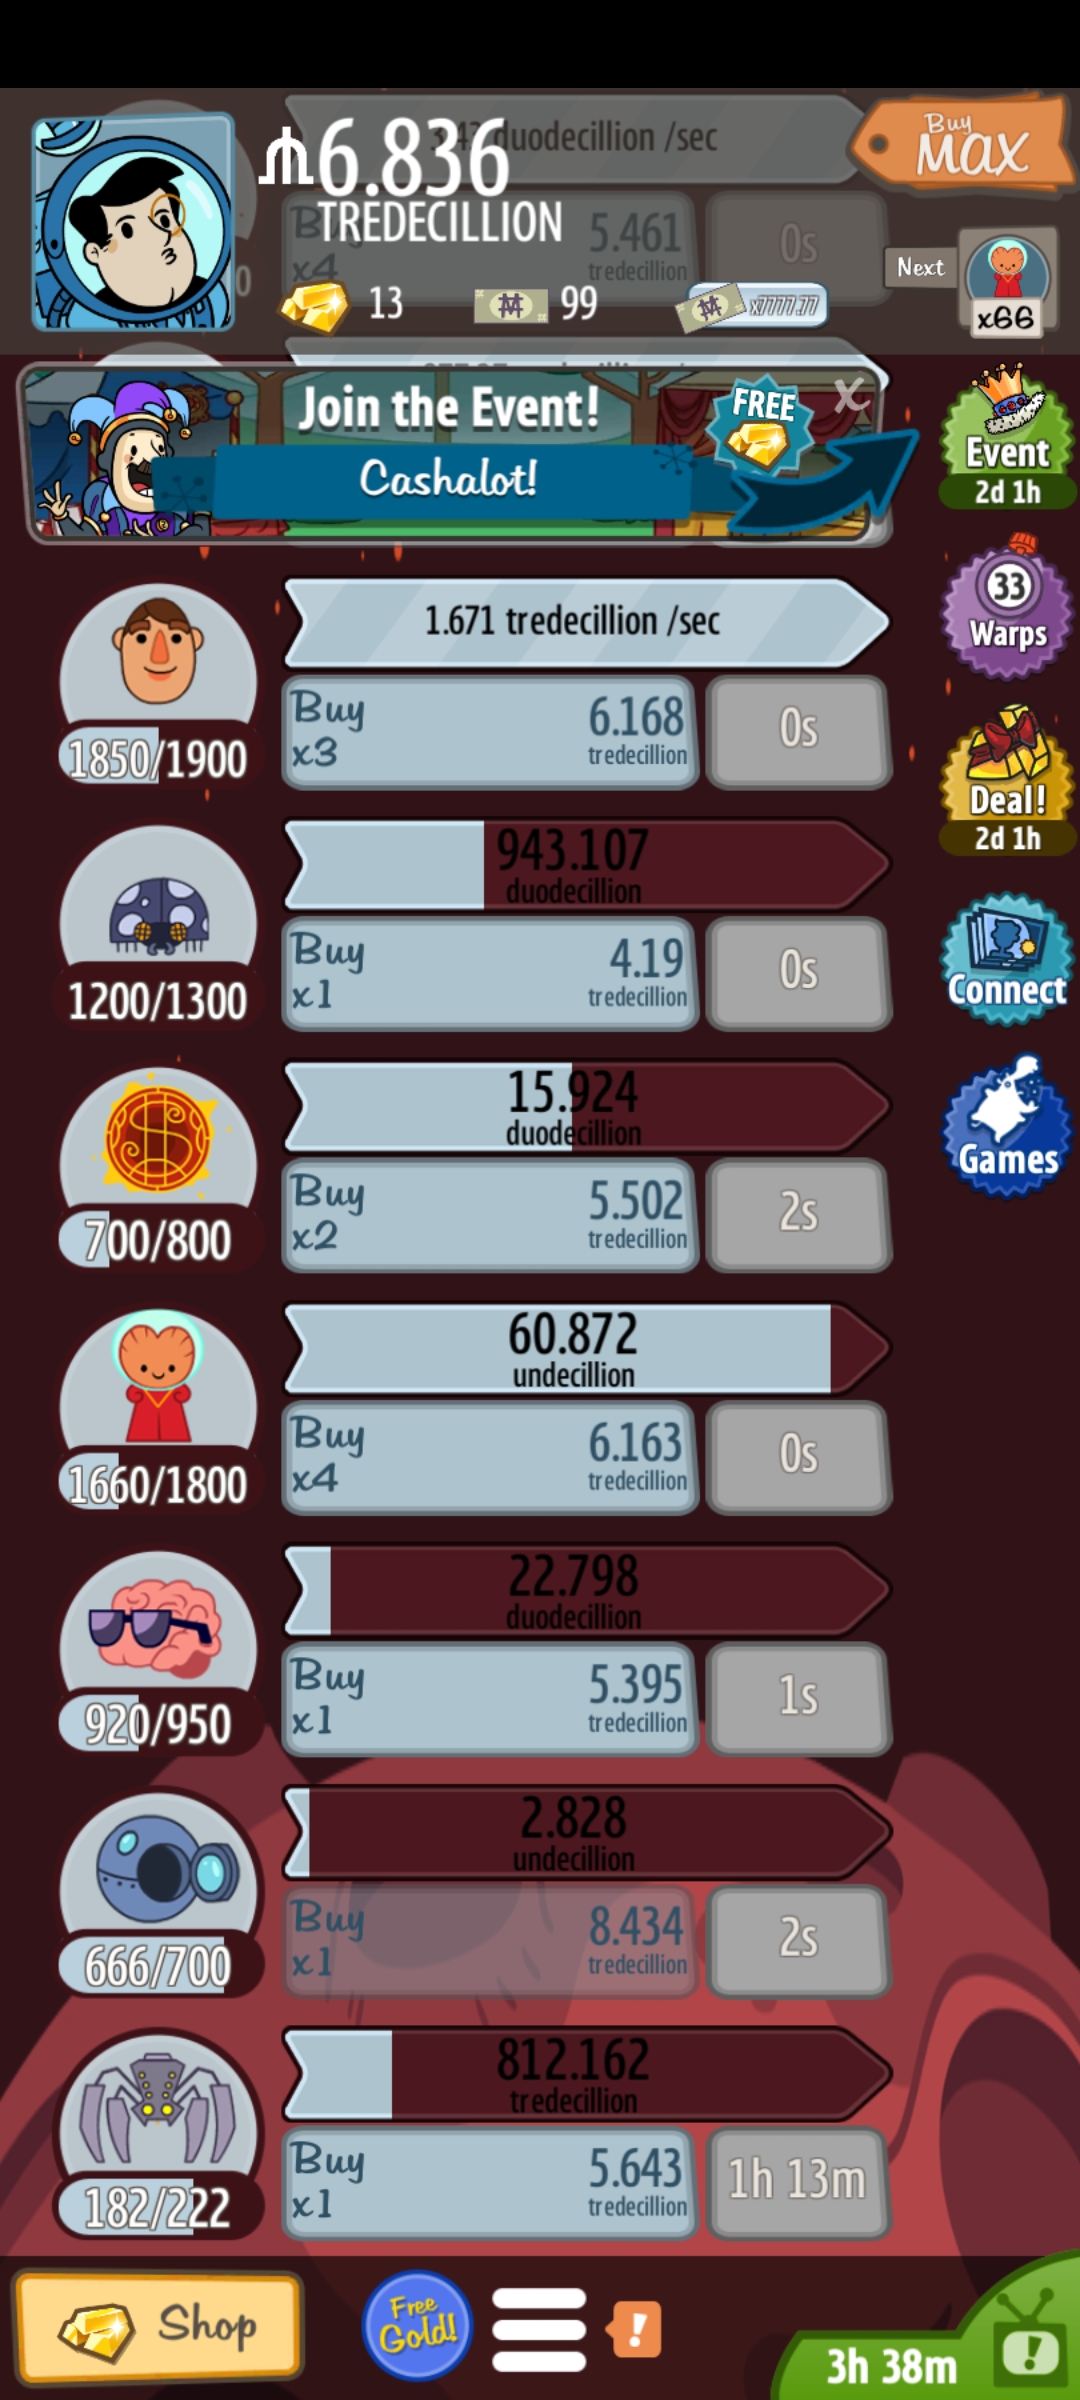 duodecillion /sec
Buy
MAX
6.836
TREDECILLION
5.461
tredecillion
x4
0s
Next
x66
13
99
x7777.77
Join the Event!
FREE
X
Cashalot!
Event
2d 1h
33
Warps
Deal!
2d 1h
Connect
Games
1.671 tredecillion /sec
1850/1900
Buy
x3
6.168
tredecillion
0s
943.107
duodecillion
1200/1300
Buy
x1
4.19
tredecillion
0s
15.924
duodecillion
700/800
Buy
x2
5.502
tredecillion
2s
60.872
undecillion
1660/1800
Buy
x4
6.163
tredecillion
0s
22.798
duodecillion
920/950
Buy
x1
5.395
tredecillion
1s
2.828
undecillion
666/700
Buy
x1
8.434
tredecillion
2s
812.162
tredecillion
182/222
Buy
x1
5.643
tredecillion
1h 13m
Shop
Free
Gold!
!
3h 38m
!